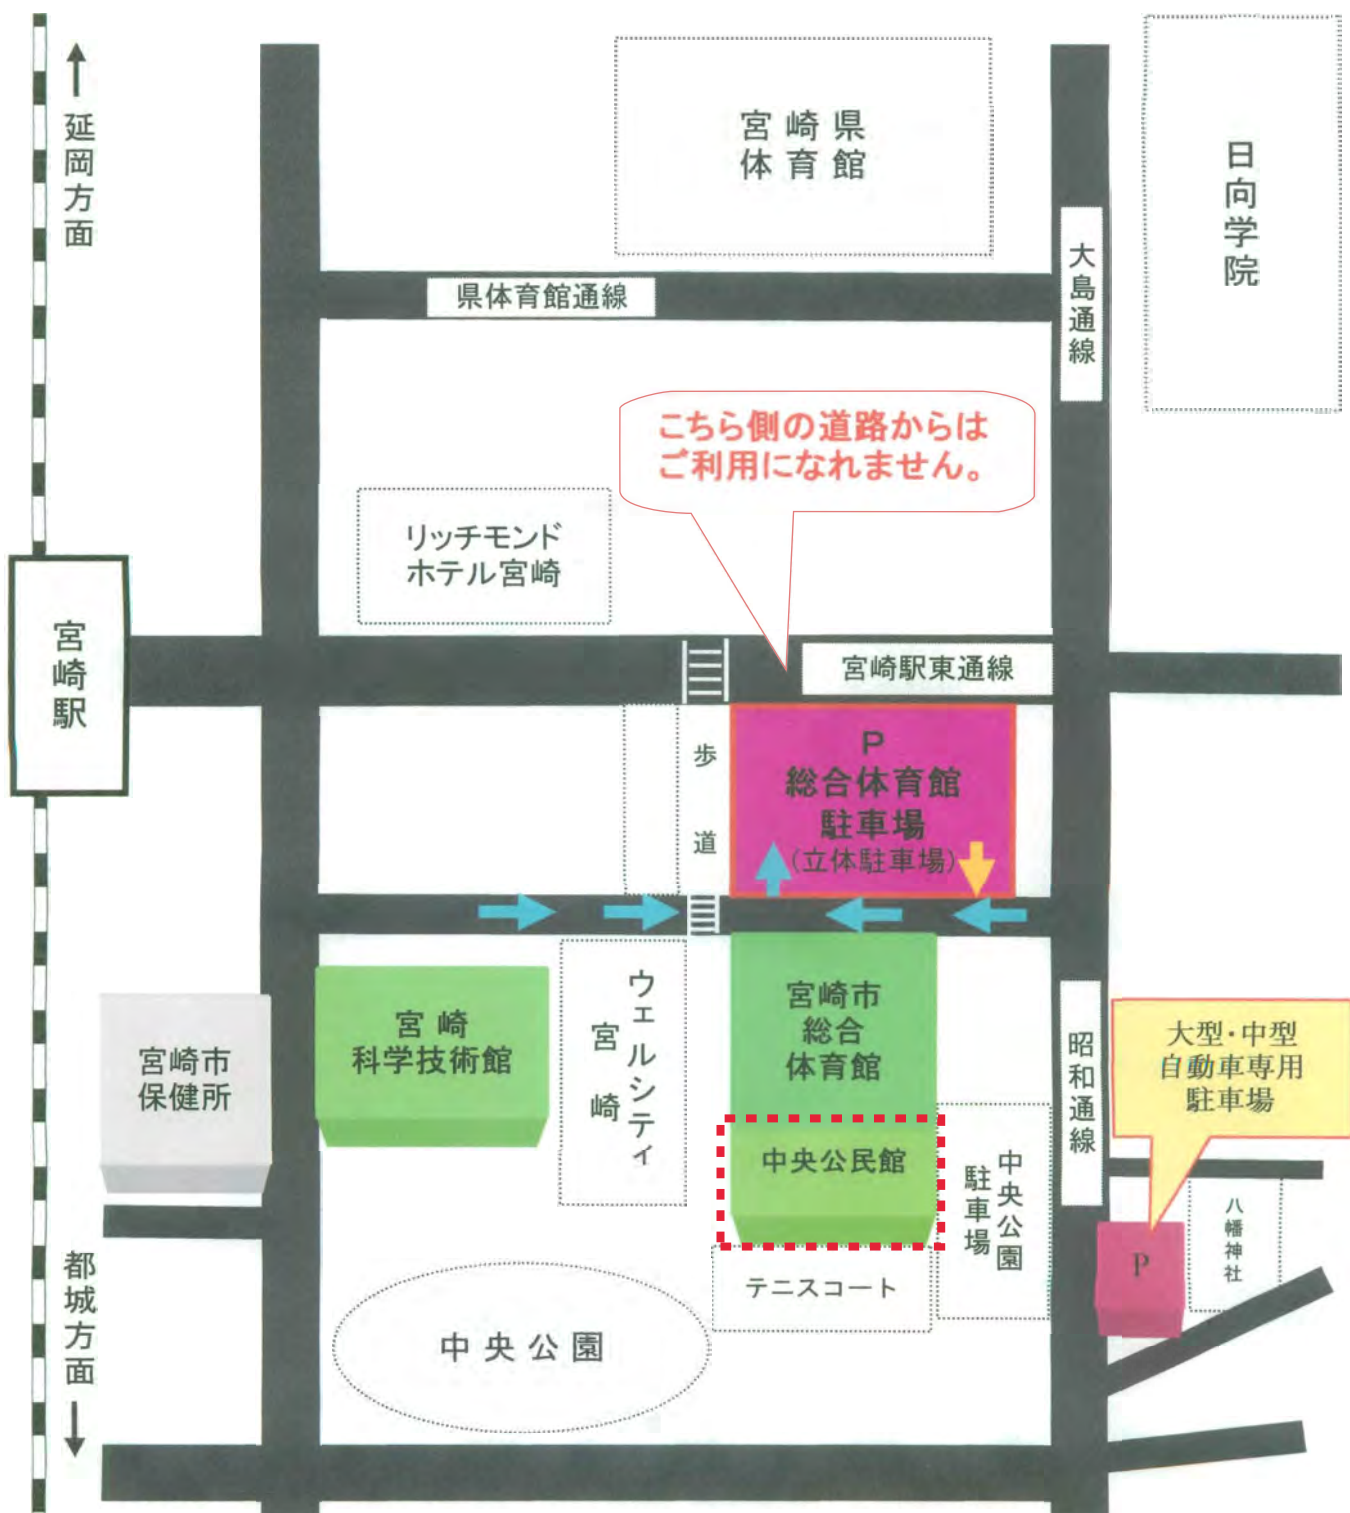 延岡方面
宮崎県
体育館
日向学院
大島通線
県体育館通線
こちら側の道路からは
ご利用になれません。
リッチモンド
ホテル宮崎
宮崎駅
宮崎駅東通線
歩道
P
総合体育館
駐車場
(立体駐車場)
宮崎市
保健所
宮崎
科学技術館
ウェルシティ
宮崎
宮崎市
総合
体育館
中央公民館
中央公園
駐車場
昭和通線
大型・中型
自動車専用
駐車場
P
八幡神社
テニスコート
中央公園
都城方面